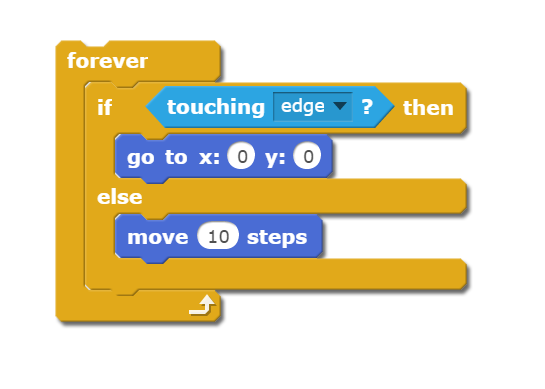 forever
if touching edge ? then
go to x: 0 y: 0
else
move 10 steps